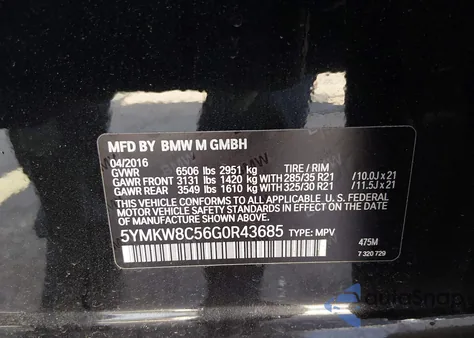 MFD BY BMW M GMBH
04/2016
GVWR 6506 lbs 2951 kg TIRE / RIM
GAWR FRONT 3131 lbs 1420 kg WITH 285/35 R21 /10.0J x 21
GAWR REAR 3549 lbs 1610 kg WITH 325/30 R21 /11.5J x 21
THIS VEHICLE CONFORMS TO ALL APPLICABLE
U.S. FEDERAL MOTOR VEHICLE SAFETY STANDARDS
IN EFFECT ON THE DATE OF MANUFACTURE
SHOWN ABOVE.
5YMKW8C56G0R43685 TYPE: MPV 475M
7 320 729
AutoSnap